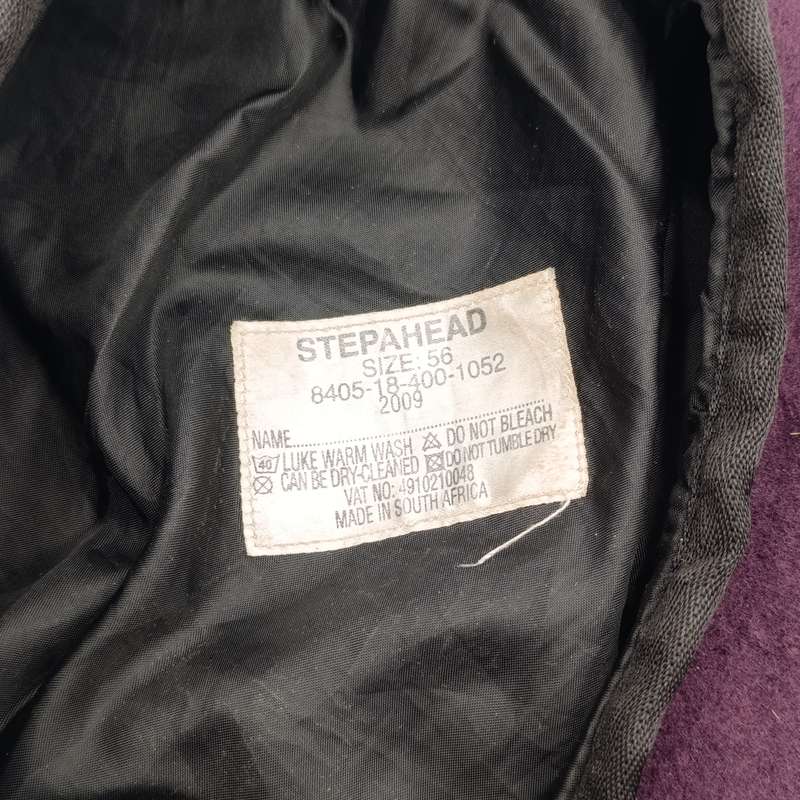 STEPAHEAD
SIZE: 56
8405-18-400-1052
2009
NAME
40 LUKE WARM WASH DO NOT BLEACH
CAN BE DRY-CLEANED DO NOT TUMBLE DRY
VAT NO: 4910210048
MADE IN SOUTH AFRICA